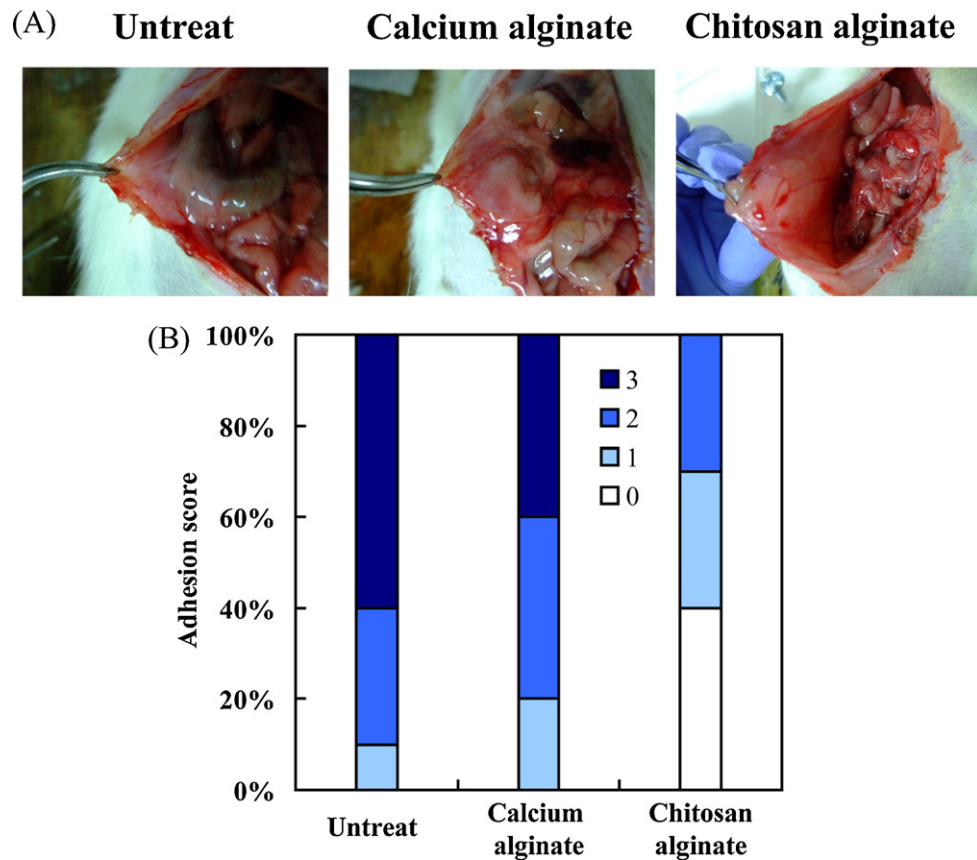 (A)
Untreat
Calcium alginate
Chitosan alginate
(B)
100%
80%
60%
40%
20%
0%
Adhesion score
3
2
1
0
Untreat
Calcium
alginate
Chitosan
alginate